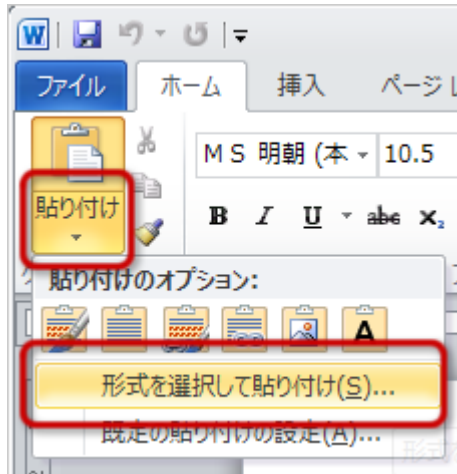 W
ファイル ホーム 挿入 ページ
MS 明朝 (本 10.5
貼り付け
B I U abc x₂
貼り付けのオプション:
A
形式を選択して貼り付け(S)...
既定の貼り付けの設定(A)...